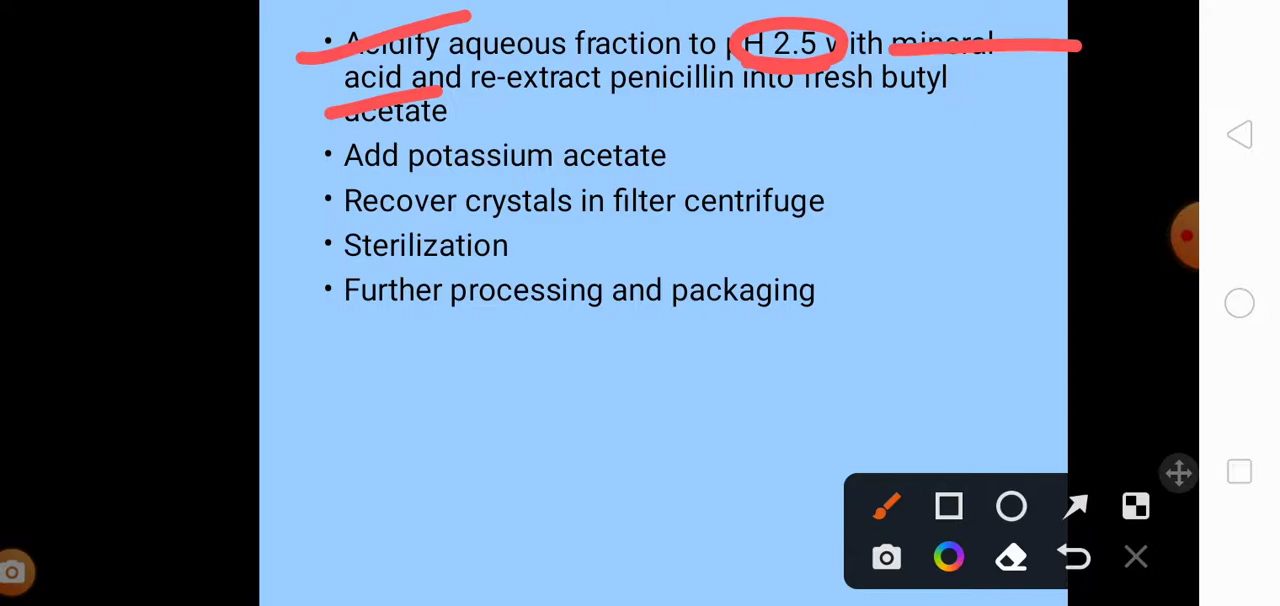 • Acidify aqueous fraction to pH 2.5 with mineral
acid and re-extract penicillin into fresh butyl
acetate
• Add potassium acetate
• Recover crystals in filter centrifuge
• Sterilization
• Further processing and packaging